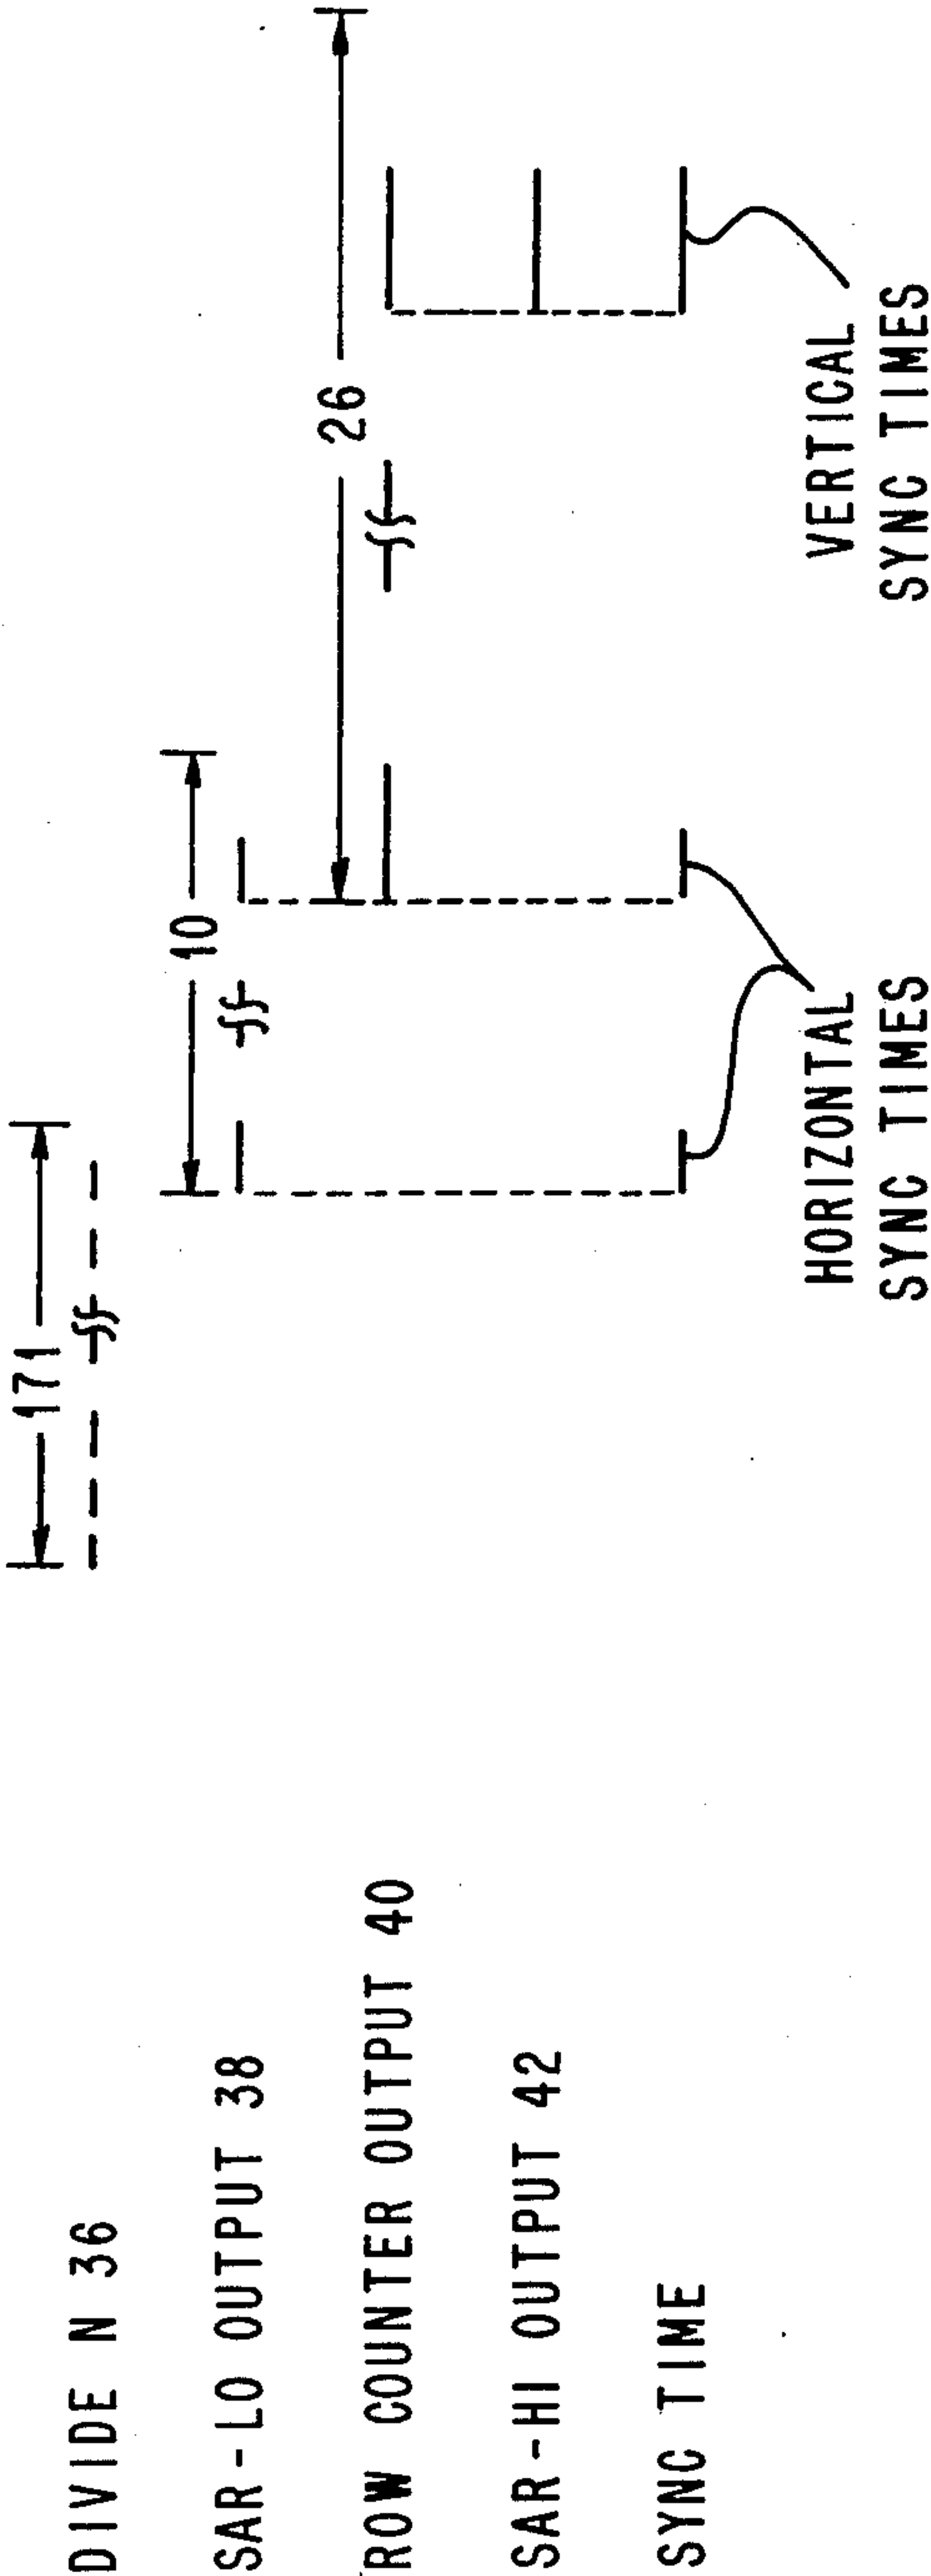 171
DIVIDE N 36
10
SAR-LO OUTPUT 38
26
ROW COUNTER OUTPUT 40
SAR-HI OUTPUT 42
SYNC TIME
HORIZONTAL
SYNC TIMES
VERTICAL
SYNC TIMES